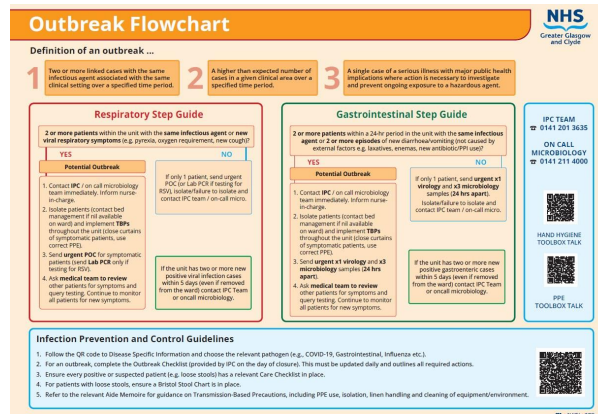 Outbreak Flowchart
NHS
Greater Glasgow
and Clyde
Definition of an outbreak ...
1
Two or more linked cases with the same
infectious agent associated with the same
clinical setting over a specified time period.
2
A higher than expected number of
cases in a given clinical area over a
specified time period.
3
A single case of a serious illness with major public health
implications where action is necessary to investigate
and prevent ongoing exposure to a hazardous agent.
Respiratory Step Guide
2 or more patients within the unit with the same infectious agent or new
viral respiratory symptoms (e.g. pyrexia, oxygen requirement, new cough)?
YES
NO
Potential Outbreak
1. Contact IPC / on call microbiology
team immediately. Inform nurse-
in-charge.
2. Isolate patients (contact bed
management if nil available
on ward) and implement TBPs
throughout the unit (close curtains
of symptomatic patients, use
correct PPE).
3. Send urgent POC for symptomatic
patients (send Lab PCR only if
testing for RSV).
4. Ask medical team to review
other patients for symptoms and
query testing. Continue to monitor
all patients for new symptoms.
If only 1 patient, send urgent
POC (or Lab PCR if testing for
RSV), isolate/failure to isolate and
contact IPC team / on-call micro.
If the unit has two or more new
positive viral infection cases
within 5 days (even if removed
from the ward) contact IPC Team
or oncall microbiology.
Gastrointestinal Step Guide
2 or more patients within a 24-hr period in the unit with the same infectious
agent or 2 or more episodes of new diarrhoea/vomiting (not caused by
external factors e.g. laxatives, enemas, new antibiotic/PPI use)?
YES
NO
Potential Outbreak
1. Contact IPC / on call microbiology
team immediately. Inform nurse-
in-charge.
2. Isolate patients (contact bed
management if nil available
on ward) and implement TBPs
throughout the unit (close curtains
of symptomatic patients, use
correct PPE).
3. Send urgent x1 virology and x3
microbiology samples (24 hrs
apart).
4. Ask medical team to review
other patients for symptoms and
query testing. Continue to monitor
all patients for new symptoms.
If only 1 patient, send urgent x1
virology and x3 microbiology
samples (24 hrs apart).
Isolate/failure to isolate and
contact IPC team / on-call micro.
If the unit has two or more new
positive gastroenteric cases
within 5 days (even if removed
from the ward) contact IPC Team
or oncall microbiology.
IPC TEAM
☎ 0141 201 3635
ON CALL
MICROBIOLOGY
☎ 0141 211 4000
HAND HYGIENE
TOOLBOX TALK
PPE
TOOLBOX TALK
Infection Prevention and Control Guidelines
1. Follow the QR code to Disease Specific Information and choose the relevant pathogen (e.g., COVID-19, Gastrointestinal, Influenza etc.).
2. For an outbreak, complete the Outbreak Checklist (provided by IPC on the day of closure). This must be updated daily and outlines all required actions.
3. Ensure every positive or suspected patient (e.g. loose stools) has a relevant Care Checklist in place.
4. For patients with loose stools, ensure a Bristol Stool Chart is in place.
5. Refer to the relevant Aide Memoire for guidance on Transmission-Based Precautions, including PPE use, isolation, linen handling and cleaning of equipment/environment.